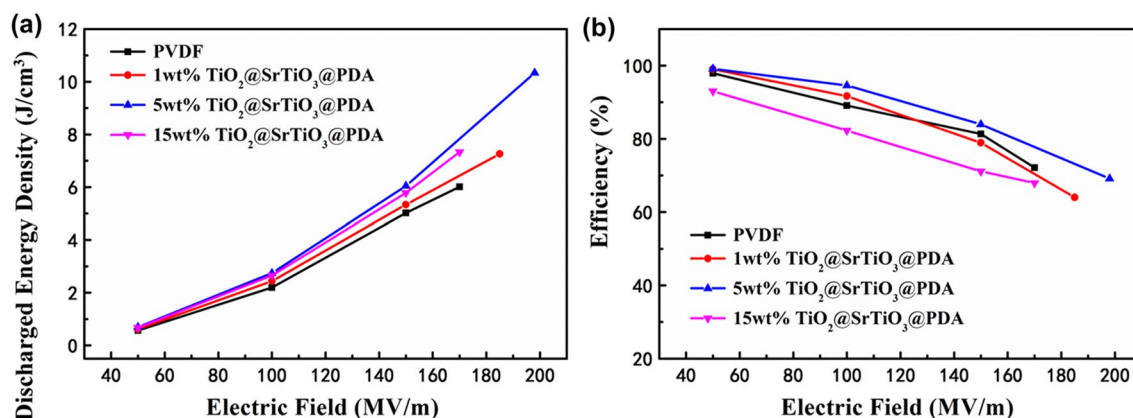 (a)
Discharged Energy Density (J/cm³)
12
10
8
6
4
2
0
PVDF
1wt% TiO₂@SrTiO₃@PDA
5wt% TiO₂@SrTiO₃@PDA
15wt% TiO₂@SrTiO₃@PDA
40 60 80 100 120 140 160 180 200
Electric Field (MV/m)
(b)
Efficiency (%)
100
80
60
40
20
PVDF
1wt% TiO₂@SrTiO₃@PDA
5wt% TiO₂@SrTiO₃@PDA
15wt% TiO₂@SrTiO₃@PDA
40 60 80 100 120 140 160 180 200
Electric Field (MV/m)